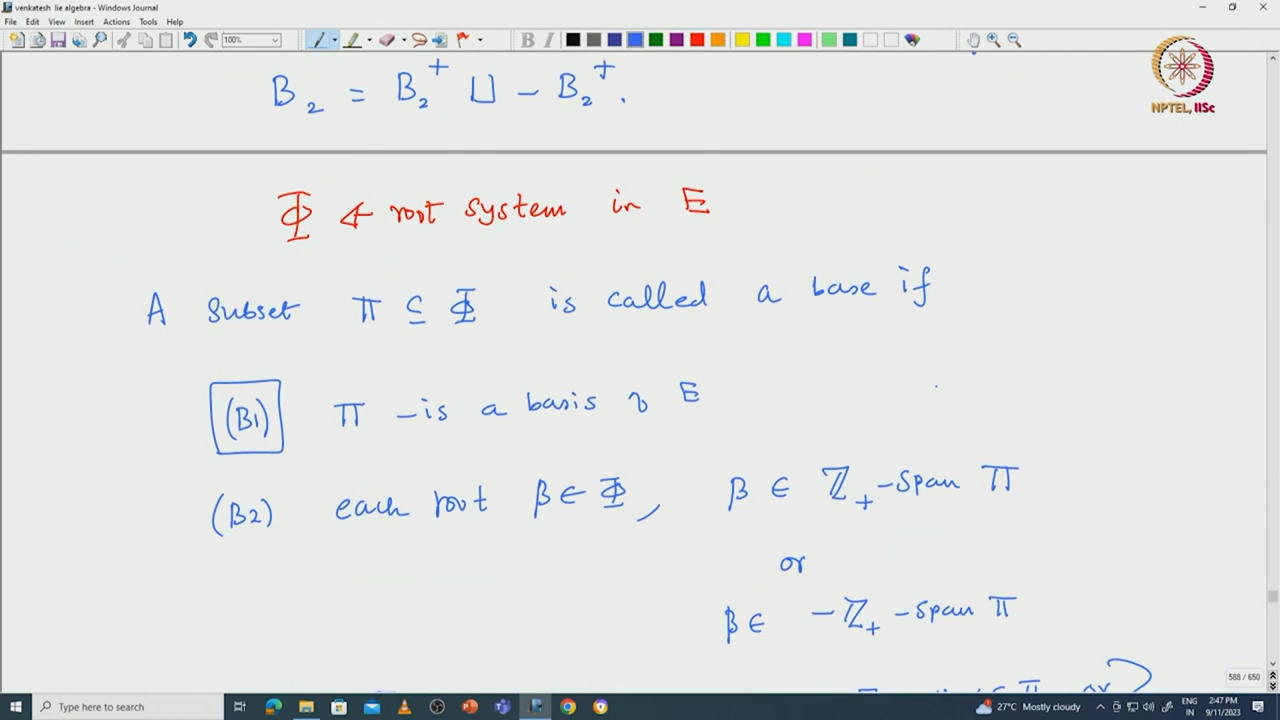 venkatesh lie algebra - Windows Journal
File Edit View Insert Actions Tools Help
100%
B₂ = B₂⁺ ⊔ - B₂⁺.
NPTEL, IISc
Φ ← root system in E
A subset Π ⊆ Φ is called a base if
(B1) Π - is a basis of E
(B2) each root β ∈ Φ, β ∈ ℤ₊ - span Π
or
β ∈ - ℤ₊ - span Π
or
588 / 650
Type here to search
27°C Mostly cloudy
ENG
IN
2:47 PM
9/11/2023